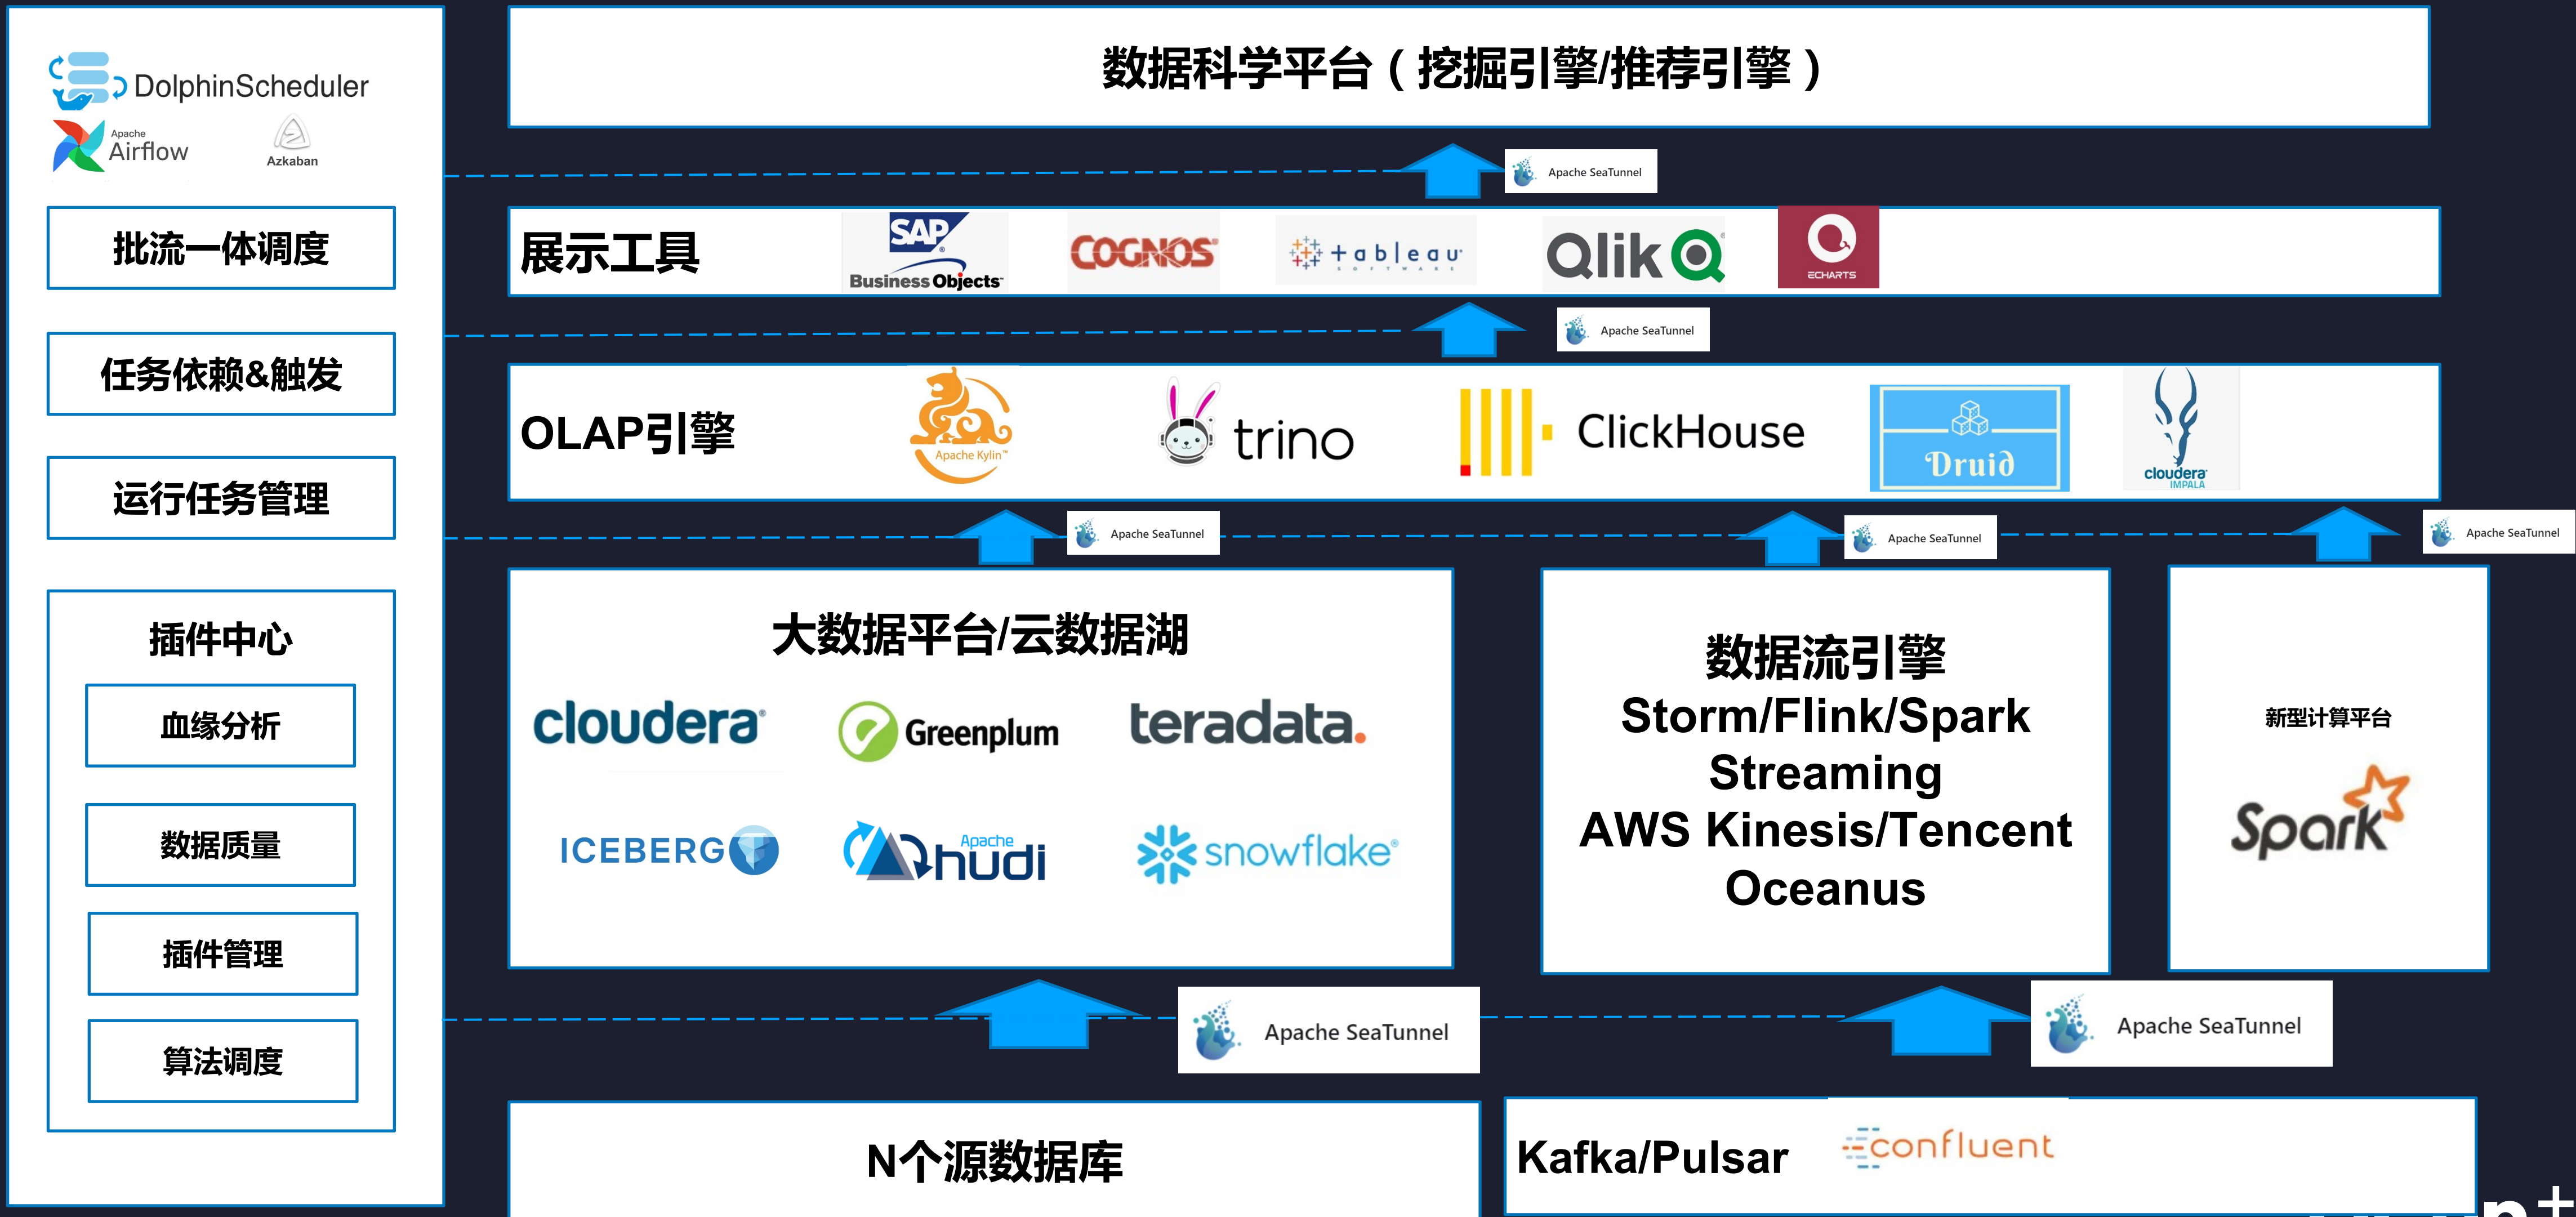 DolphinScheduler
Apache
Airflow
Azkaban
批流一体调度
任务依赖&触发
运行任务管理
插件中心
血缘分析
数据质量
插件管理
算法调度
数据科学平台（挖掘引擎/推荐引擎）
Apache SeaTunnel
展示工具
SAP
Business Objects
COGNOS
+ableau
SOFTWARE
Qlik
ECHARTS
Apache SeaTunnel
OLAP引擎
Apache Kylin™
trino
ClickHouse
Druid
cloudera
IMPALA
Apache SeaTunnel
Apache SeaTunnel
Apache SeaTunnel
大数据平台/云数据湖
cloudera
Greenplum
teradata.
ICEBERG
Apache
hudi
snowflake
数据流引擎
Storm/Flink/Spark
Streaming
AWS Kinesis/Tencent
Oceanus
新型计算平台
Spark
Apache SeaTunnel
Apache SeaTunnel
N个源数据库
Kafka/Pulsar
confluent